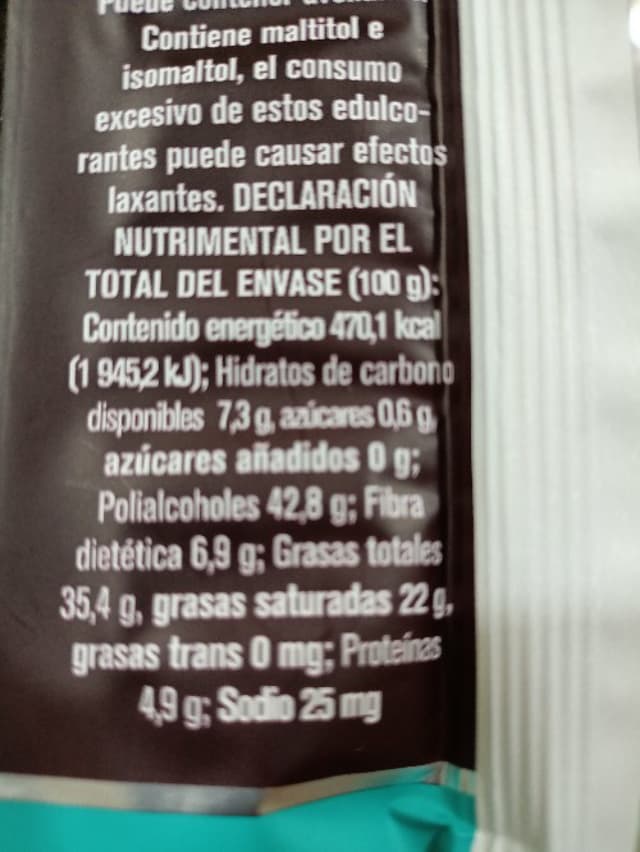 Puede contener
Contiene maltitol e
isomaltol, el consumo
excesivo de estos edulco-
rantes puede causar efectos
laxantes. DECLARACIÓN
NUTRIMENTAL POR EL
TOTAL DEL ENVASE (100 g):
Contenido energético 470,1 kcal
(1 945,2 kJ); Hidratos de carbono
disponibles 7,3 g, azúcares 0,6 g,
azúcares añadidos 0 g;
Polialcoholes 42,8 g; Fibra
dietética 6,9 g; Grasas totales
35,4 g, grasas saturadas 22 g,
grasas trans 0 mg; Proteínas
4,9 g; Sodio 25 mg